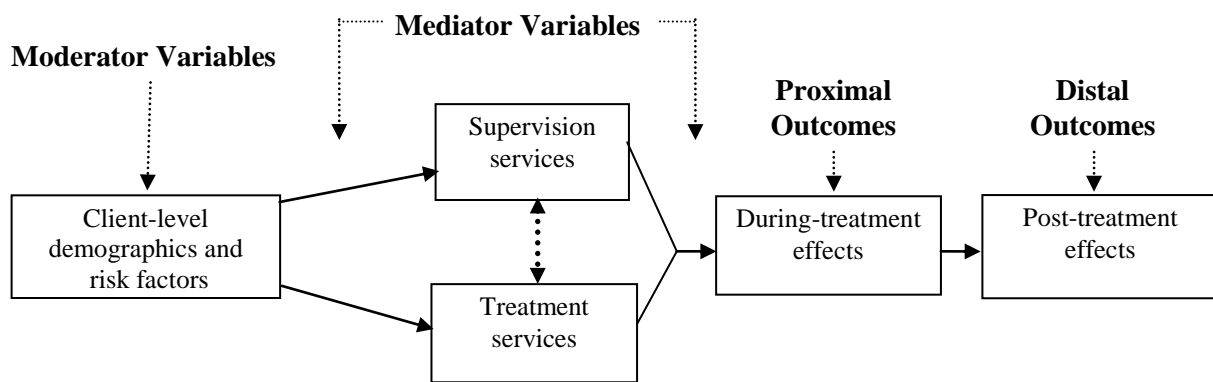 Moderator Variables
Mediator Variables
Proximal
Outcomes
Distal
Outcomes
Client-level
demographics and
risk factors
Supervision
services
Treatment
services
During-treatment
effects
Post-treatment
effects